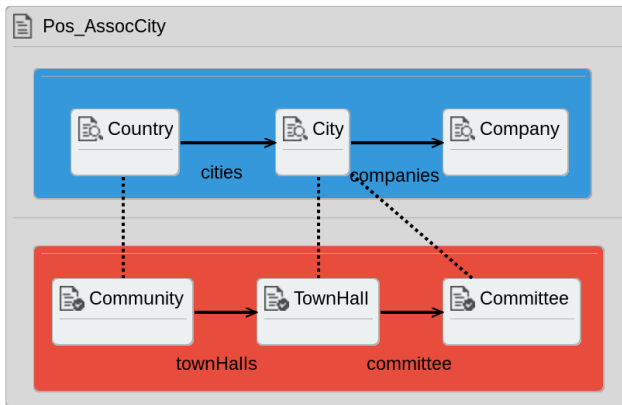 Pos_AssocCity
Country
City
Company
cities
companies
Community
TownHall
Committee
townHalls
committee